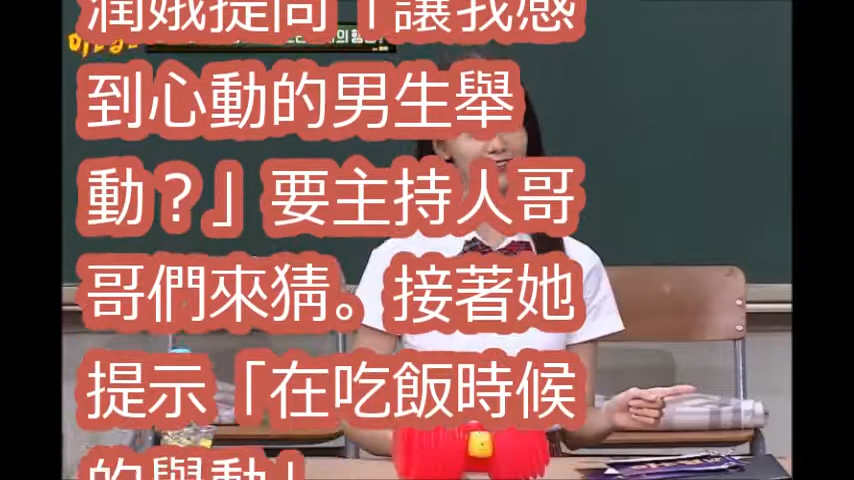 潤娥提問「讓我感
到心動的男生舉
動？」要主持人哥
哥們來猜。接著她
提示「在吃飯時候
的舉動」